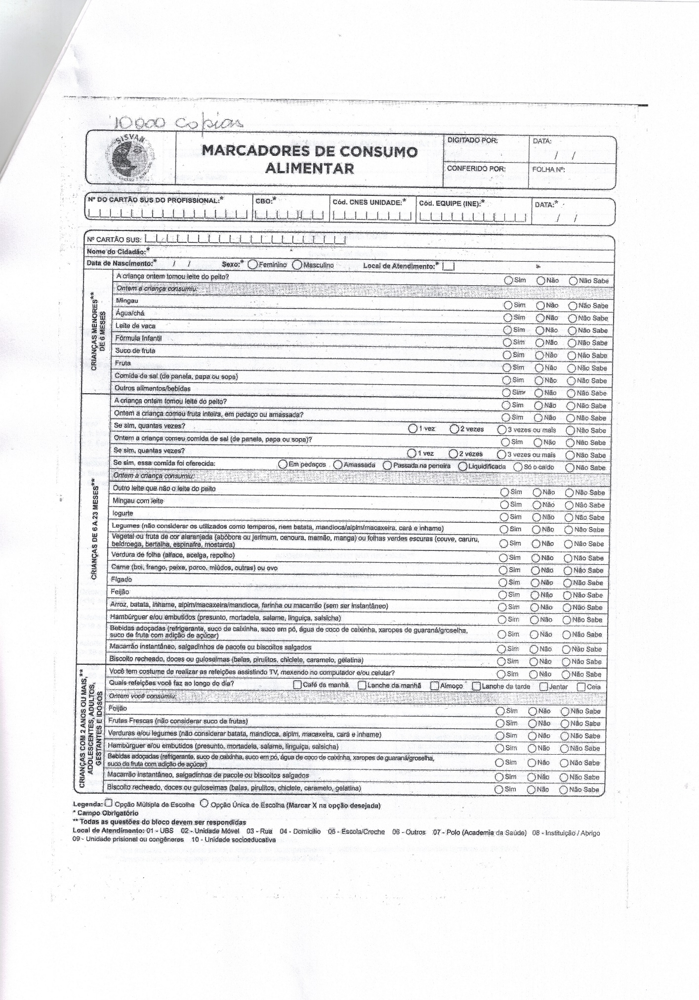 10000 Copias
SISVAN
MARCADORES DE CONSUMO
ALIMENTAR
DIGITADO POR:
DATA:
/ /
CONFERIDO POR:
FOLHA Nº:
Nº DO CARTÃO SUS DO PROFISSIONAL:*
CBO:*
Cód. CNES UNIDADE:*
Cód. EQUIPE (INE):*
DATA:*
/ /
Nº CARTÃO SUS:
Nome do Cidadão:*
Data de Nascimento:* / / Sexo:* Feminino Masculino Local de Atendimento:*
CRIANÇAS MENORES**
DE 6 MESES
A criança ontem tomou leite do peito? Sim Não Não Sabe
Ontem a criança consumiu:
Mingau Sim Não Não Sabe
Água/chá Sim Não Não Sabe
Leite de vaca Sim Não Não Sabe
Fórmula Infantil Sim Não Não Sabe
Suco de fruta Sim Não Não Sabe
Fruta Sim Não Não Sabe
Comida de sal (de panela, papa ou sopa) Sim Não Não Sabe
Outros alimentos/bebidas Sim Não Não Sabe
CRIANÇAS DE 6 A 23 MESES**
A criança ontem tomou leite do peito? Sim Não Não Sabe
Ontem a criança comeu fruta inteira, em pedaço ou amassada? Sim Não Não Sabe
Se sim, quantas vezes? 1 vez 2 vezes 3 vezes ou mais Não Sabe
Ontem a criança comeu comida de sal (de panela, papa ou sopa)? Sim Não Não Sabe
Se sim, quantas vezes? 1 vez 2 vezes 3 vezes ou mais Não Sabe
Se sim, essa comida foi oferecida: Em pedaços Amassada Passada na peneira Liquidificada Só o caldo Não Sabe
Ontem a criança consumiu:
Outro leite que não o leite do peito Sim Não Não Sabe
Mingau com leite Sim Não Não Sabe
Iogurte Sim Não Não Sabe
Legumes (não considerar os utilizados como temperos, nem batata, mandioca/aipim/macaxeira, cará e inhame) Sim Não Não Sabe
Vegetal ou fruta de cor alaranjada (abóbora ou jerimum, cenoura, mamão, manga) ou folhas verdes escuras (couve, caruru,
beldroega, bertalha, espinafre, mostarda) Sim Não Não Sabe
Verdura de folha (alface, acelga, repolho) Sim Não Não Sabe
Carne (boi, frango, peixe, porco, miúdos, outras) ou ovo Sim Não Não Sabe
Fígado Sim Não Não Sabe
Feijão Sim Não Não Sabe
Arroz, batata, inhame, aipim/macaxeira/mandioca, farinha ou macarrão (sem ser instantâneo) Sim Não Não Sabe
Hambúrguer e/ou embutidos (presunto, mortadela, salame, linguiça, salsicha) Sim Não Não Sabe
Bebidas adoçadas (refrigerante, suco de caixinha, suco em pó, água de coco de caixinha, xaropes de guaraná/groselha,
suco de fruta com adição de açúcar) Sim Não Não Sabe
Macarrão instantâneo, salgadinhos de pacote ou biscoitos salgados Sim Não Não Sabe
Biscoito recheado, doces ou guloseimas (balas, pirulitos, chiclete, caramelo, gelatina) Sim Não Não Sabe
CRIANÇAS COM 2 ANOS OU MAIS,**
ADOLESCENTES, ADULTOS,
GESTANTES E IDOSOS
Você tem costume de realizar as refeições assistindo TV, mexendo no computador e/ou celular? Sim Não Não Sabe
Quais refeições você faz ao longo do dia? Café da manhã Lanche da manhã Almoço Lanche da tarde Jantar Ceia
Ontem você consumiu:
Feijão Sim Não Não Sabe
Frutas Frescas (não considerar suco de frutas) Sim Não Não Sabe
Verduras e/ou legumes (não considerar batata, mandioca, aipim, macaxeira, cará e inhame) Sim Não Não Sabe
Hambúrguer e/ou embutidos (presunto, mortadela, salame, linguiça, salsicha) Sim Não Não Sabe
Bebidas adoçadas (refrigerante, suco de caixinha, suco em pó, água de coco de caixinha, xaropes de guaraná/groselha,
suco de fruta com adição de açúcar) Sim Não Não Sabe
Macarrão instantâneo, salgadinhos de pacote ou biscoitos salgados Sim Não Não Sabe
Biscoito recheado, doces ou guloseimas (balas, pirulitos, chiclete, caramelo, gelatina) Sim Não Não Sabe
Legenda: Opção Múltipla de Escolha Opção Única de Escolha (Marcar X na opção desejada)
* Campo Obrigatório
** Todas as questões do bloco devem ser respondidas
Local de Atendimento: 01 - UBS 02 - Unidade Móvel 03 - Rua 04 - Domicílio 05 - Escola/Creche 06 - Outros 07 - Polo (Academia da Saúde) 08 - Instituição / Abrigo
09 - Unidade prisional ou congêneres 10 - Unidade socioeducativa